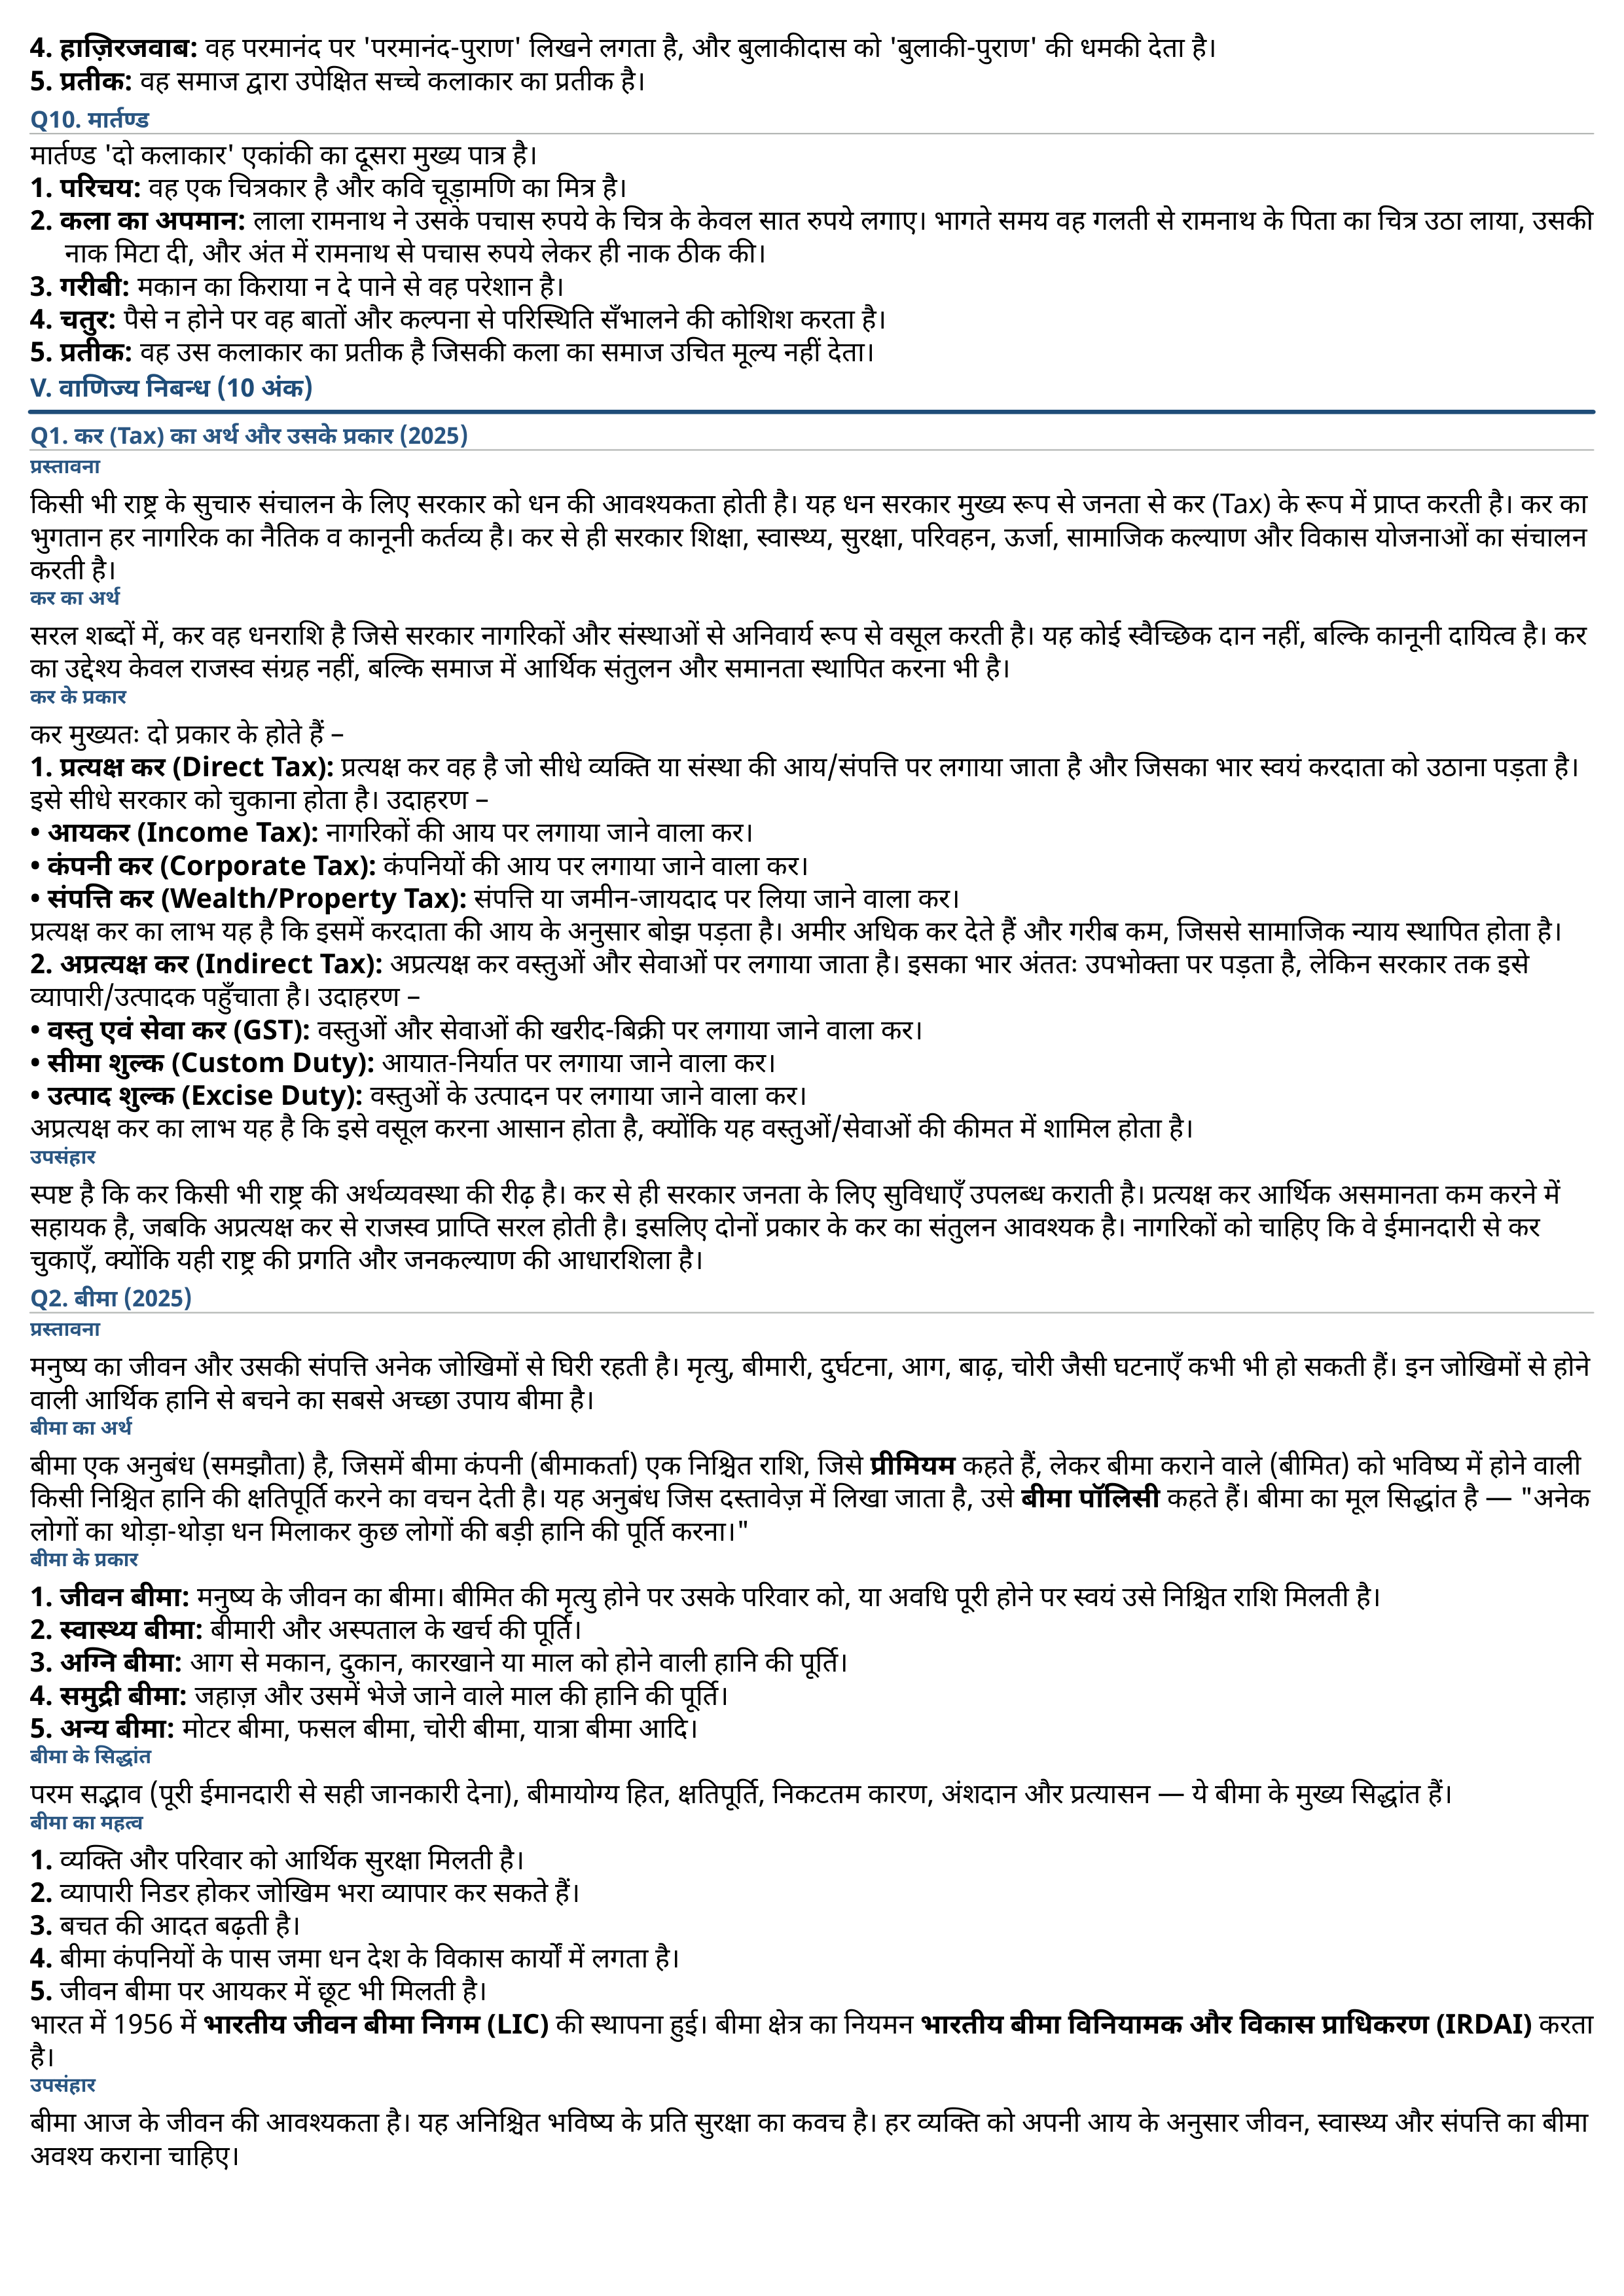 4. हाज़िरजवाब: वह परमानंद पर 'परमानंद-पुराण' लिखने लगता है, और बुलाकीदास को 'बुलाकी-पुराण' की धमकी देता है।
5. प्रतीक: वह समाज द्वारा उपेक्षित सच्चे कलाकार का प्रतीक है।
Q10. मार्तण्ड
मार्तण्ड 'दो कलाकार' एकांकी का दूसरा मुख्य पात्र है।
1. परिचय: वह एक चित्रकार है और कवि चूड़ामणि का मित्र है।
2. कला का अपमान: लाला रामनाथ ने उसके पचास रुपये के चित्र के केवल सात रुपये लगाए। भागते समय वह गलती से रामनाथ के पिता का चित्र उठा लाया, उसकी
नाक मिटा दी, और अंत में रामनाथ से पचास रुपये लेकर ही नाक ठीक की।
3. गरीबी: मकान का किराया न दे पाने से वह परेशान है।
4. चतुर: पैसे न होने पर वह बातों और कल्पना से परिस्थिति सँभालने की कोशिश करता है।
5. प्रतीक: वह उस कलाकार का प्रतीक है जिसकी कला का समाज उचित मूल्य नहीं देता।
V. वाणिज्य निबन्ध (10 अंक)
Q1. कर (Tax) का अर्थ और उसके प्रकार (2025)
प्रस्तावना
किसी भी राष्ट्र के सुचारु संचालन के लिए सरकार को धन की आवश्यकता होती है। यह धन सरकार मुख्य रूप से जनता से कर (Tax) के रूप में प्राप्त करती है। कर का
भुगतान हर नागरिक का नैतिक व कानूनी कर्तव्य है। कर से ही सरकार शिक्षा, स्वास्थ्य, सुरक्षा, परिवहन, ऊर्जा, सामाजिक कल्याण और विकास योजनाओं का संचालन
करती है।
कर का अर्थ
सरल शब्दों में, कर वह धनराशि है जिसे सरकार नागरिकों और संस्थाओं से अनिवार्य रूप से वसूल करती है। यह कोई स्वैच्छिक दान नहीं, बल्कि कानूनी दायित्व है। कर
का उद्देश्य केवल राजस्व संग्रह नहीं, बल्कि समाज में आर्थिक संतुलन और समानता स्थापित करना भी है।
कर के प्रकार
कर मुख्यतः दो प्रकार के होते हैं –
1. प्रत्यक्ष कर (Direct Tax): प्रत्यक्ष कर वह है जो सीधे व्यक्ति या संस्था की आय/संपत्ति पर लगाया जाता है और जिसका भार स्वयं करदाता को उठाना पड़ता है।
इसे सीधे सरकार को चुकाना होता है। उदाहरण –
• आयकर (Income Tax): नागरिकों की आय पर लगाया जाने वाला कर।
• कंपनी कर (Corporate Tax): कंपनियों की आय पर लगाया जाने वाला कर।
• संपत्ति कर (Wealth/Property Tax): संपत्ति या जमीन-जायदाद पर लिया जाने वाला कर।
प्रत्यक्ष कर का लाभ यह है कि इसमें करदाता की आय के अनुसार बोझ पड़ता है। अमीर अधिक कर देते हैं और गरीब कम, जिससे सामाजिक न्याय स्थापित होता है।
2. अप्रत्यक्ष कर (Indirect Tax): अप्रत्यक्ष कर वस्तुओं और सेवाओं पर लगाया जाता है। इसका भार अंततः उपभोक्ता पर पड़ता है, लेकिन सरकार तक इसे
व्यापारी/उत्पादक पहुँचाता है। उदाहरण –
• वस्तु एवं सेवा कर (GST): वस्तुओं और सेवाओं की खरीद-बिक्री पर लगाया जाने वाला कर।
• सीमा शुल्क (Custom Duty): आयात-निर्यात पर लगाया जाने वाला कर।
• उत्पाद शुल्क (Excise Duty): वस्तुओं के उत्पादन पर लगाया जाने वाला कर।
अप्रत्यक्ष कर का लाभ यह है कि इसे वसूल करना आसान होता है, क्योंकि यह वस्तुओं/सेवाओं की कीमत में शामिल होता है।
उपसंहार
स्पष्ट है कि कर किसी भी राष्ट्र की अर्थव्यवस्था की रीढ़ है। कर से ही सरकार जनता के लिए सुविधाएँ उपलब्ध कराती है। प्रत्यक्ष कर आर्थिक असमानता कम करने में
सहायक है, जबकि अप्रत्यक्ष कर से राजस्व प्राप्ति सरल होती है। इसलिए दोनों प्रकार के कर का संतुलन आवश्यक है। नागरिकों को चाहिए कि वे ईमानदारी से कर
चुकाएँ, क्योंकि यही राष्ट्र की प्रगति और जनकल्याण की आधारशिला है।
Q2. बीमा (2025)
प्रस्तावना
मनुष्य का जीवन और उसकी संपत्ति अनेक जोखिमों से घिरी रहती है। मृत्यु, बीमारी, दुर्घटना, आग, बाढ़, चोरी जैसी घटनाएँ कभी भी हो सकती हैं। इन जोखिमों से होने
वाली आर्थिक हानि से बचने का सबसे अच्छा उपाय बीमा है।
बीमा का अर्थ
बीमा एक अनुबंध (समझौता) है, जिसमें बीमा कंपनी (बीमाकर्ता) एक निश्चित राशि, जिसे प्रीमियम कहते हैं, लेकर बीमा कराने वाले (बीमित) को भविष्य में होने वाली
किसी निश्चित हानि की क्षतिपूर्ति करने का वचन देती है। यह अनुबंध जिस दस्तावेज़ में लिखा जाता है, उसे बीमा पॉलिसी कहते हैं। बीमा का मूल सिद्धांत है — "अनेक
लोगों का थोड़ा-थोड़ा धन मिलाकर कुछ लोगों की बड़ी हानि की पूर्ति करना।"
बीमा के प्रकार
1. जीवन बीमा: मनुष्य के जीवन का बीमा। बीमित की मृत्यु होने पर उसके परिवार को, या अवधि पूरी होने पर स्वयं उसे निश्चित राशि मिलती है।
2. स्वास्थ्य बीमा: बीमारी और अस्पताल के खर्च की पूर्ति।
3. अग्नि बीमा: आग से मकान, दुकान, कारखाने या माल को होने वाली हानि की पूर्ति।
4. समुद्री बीमा: जहाज़ और उसमें भेजे जाने वाले माल की हानि की पूर्ति।
5. अन्य बीमा: मोटर बीमा, फसल बीमा, चोरी बीमा, यात्रा बीमा आदि।
बीमा के सिद्धांत
परम सद्भाव (पूरी ईमानदारी से सही जानकारी देना), बीमायोग्य हित, क्षतिपूर्ति, निकटतम कारण, अंशदान और प्रत्यासन — ये बीमा के मुख्य सिद्धांत हैं।
बीमा का महत्व
1. व्यक्ति और परिवार को आर्थिक सुरक्षा मिलती है।
2. व्यापारी निडर होकर जोखिम भरा व्यापार कर सकते हैं।
3. बचत की आदत बढ़ती है।
4. बीमा कंपनियों के पास जमा धन देश के विकास कार्यों में लगता है।
5. जीवन बीमा पर आयकर में छूट भी मिलती है।
भारत में 1956 में भारतीय जीवन बीमा निगम (LIC) की स्थापना हुई। बीमा क्षेत्र का नियमन भारतीय बीमा विनियामक और विकास प्राधिकरण (IRDAI) करता
है।
उपसंहार
बीमा आज के जीवन की आवश्यकता है। यह अनिश्चित भविष्य के प्रति सुरक्षा का कवच है। हर व्यक्ति को अपनी आय के अनुसार जीवन, स्वास्थ्य और संपत्ति का बीमा
अवश्य कराना चाहिए।